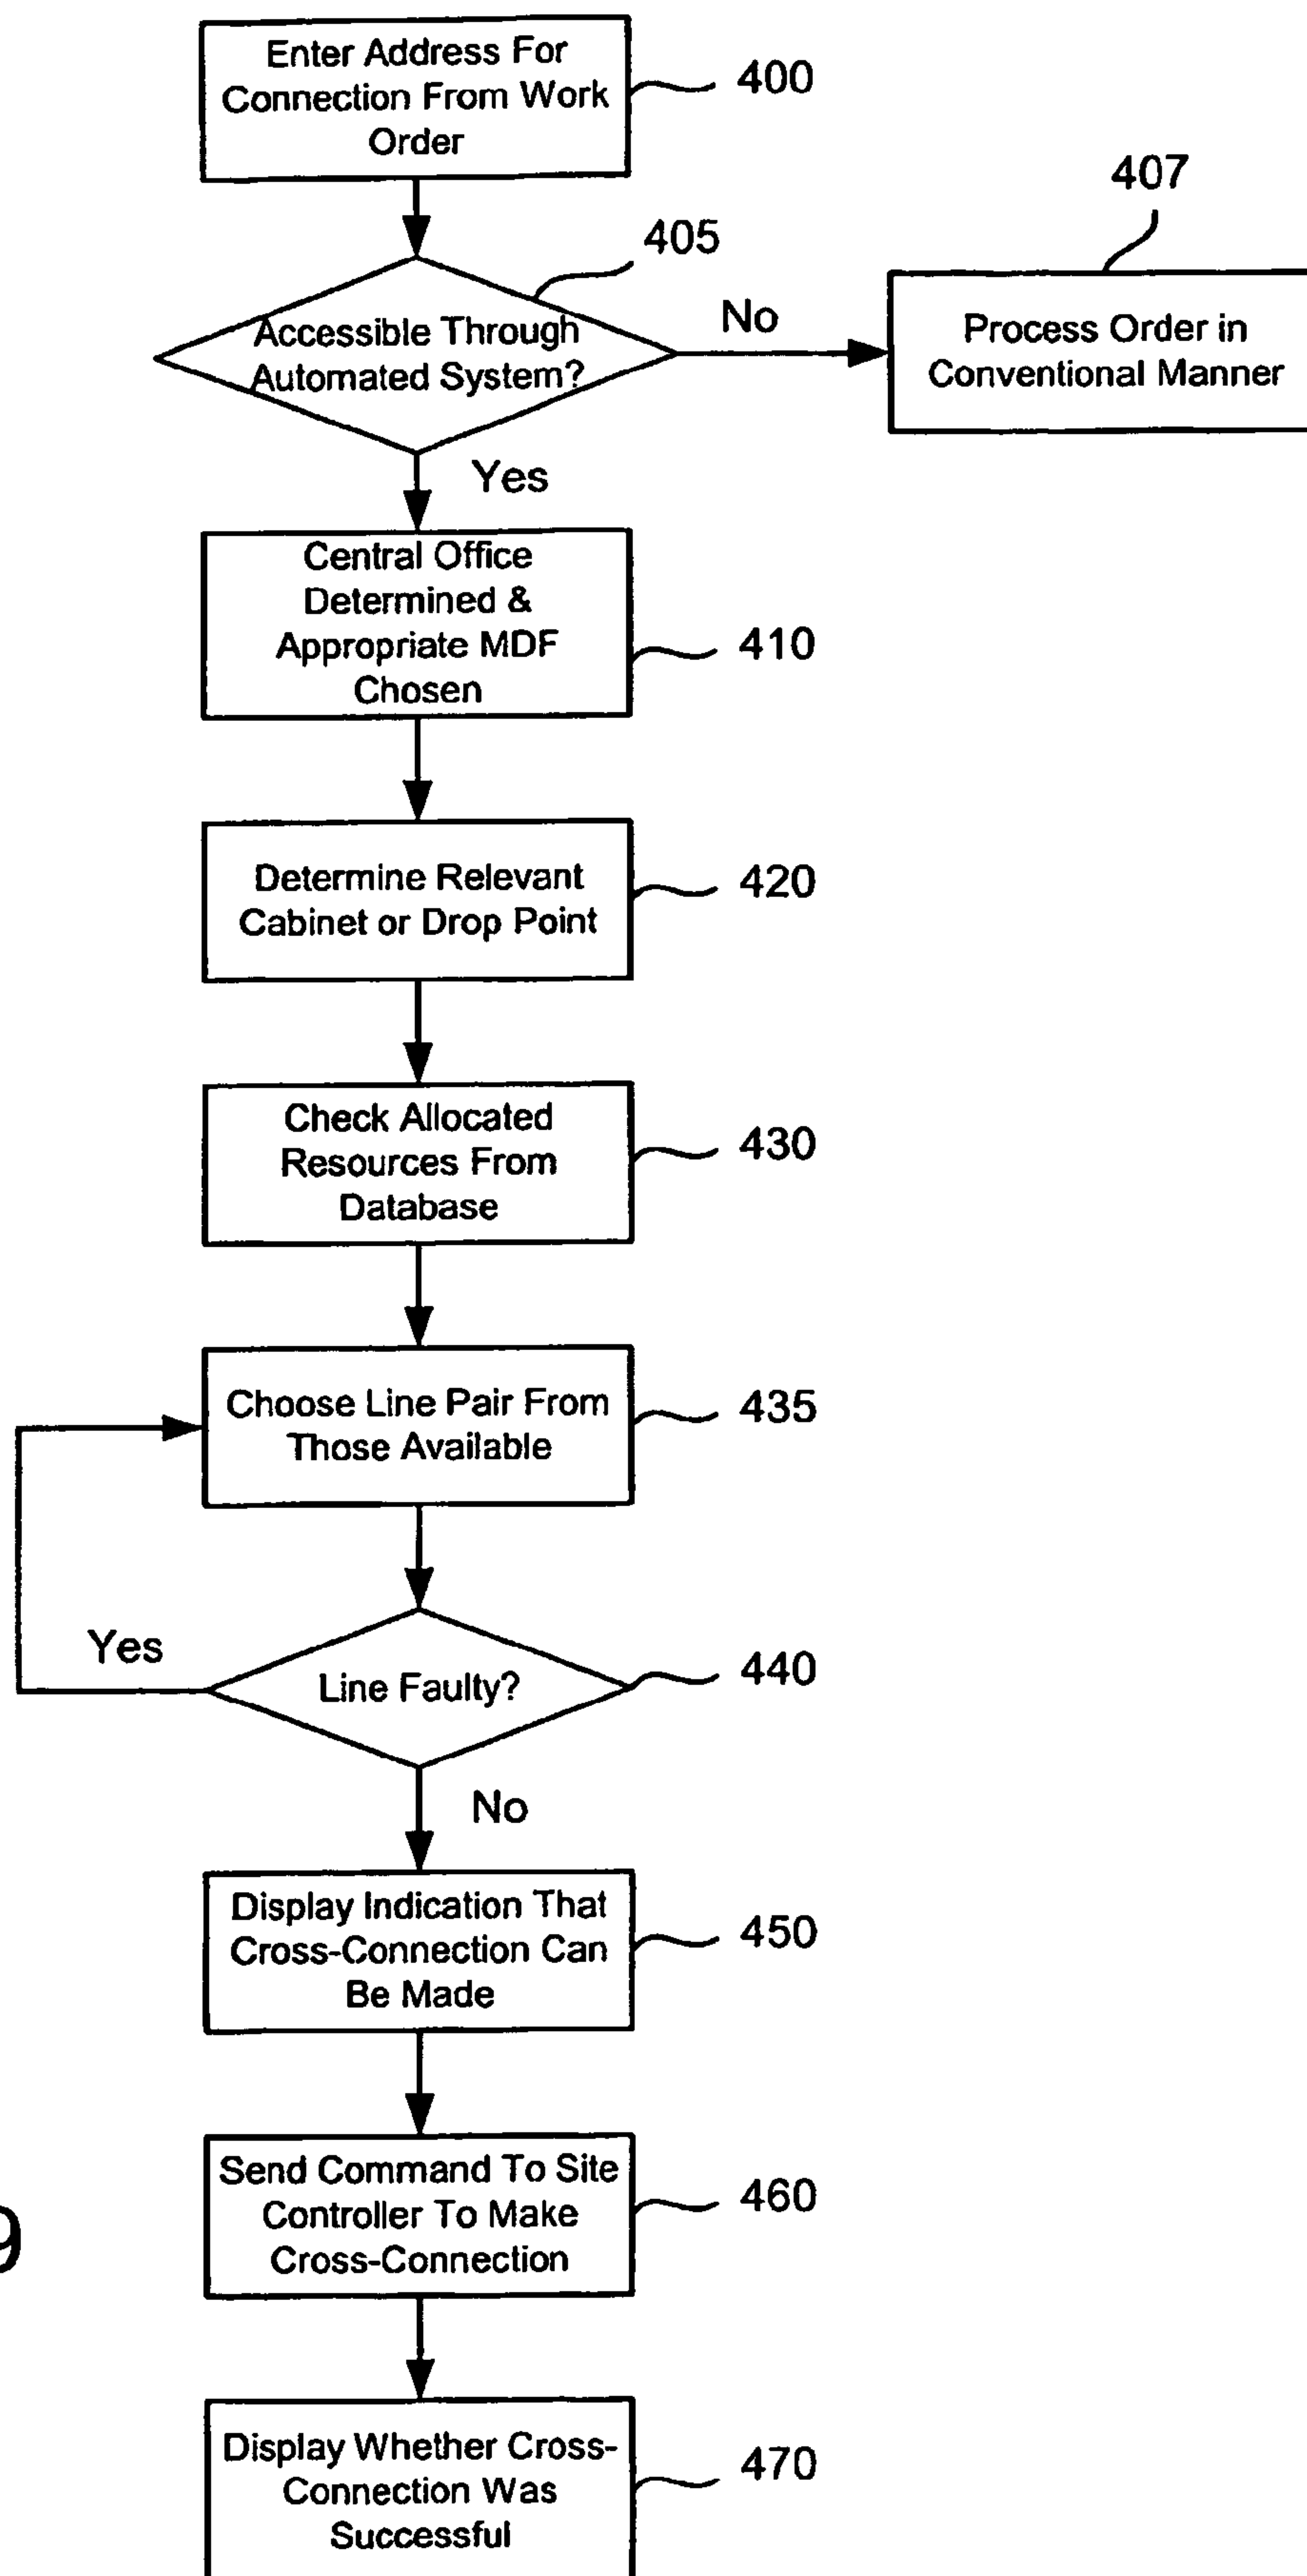 Enter Address For
Connection From Work
Order
400
405
Accessible Through
Automated System?
No
407
Process Order in
Conventional Manner
Yes
Central Office
Determined &
Appropriate MDF
Chosen
410
Determine Relevant
Cabinet or Drop Point
420
Check Allocated
Resources From
Database
430
Choose Line Pair From
Those Available
435
Yes
Line Faulty?
440
No
Display Indication That
Cross-Connection Can
Be Made
450
Send Command To Site
Controller To Make
Cross-Connection
460
9
Display Whether Cross-
Connection Was
Successful
470